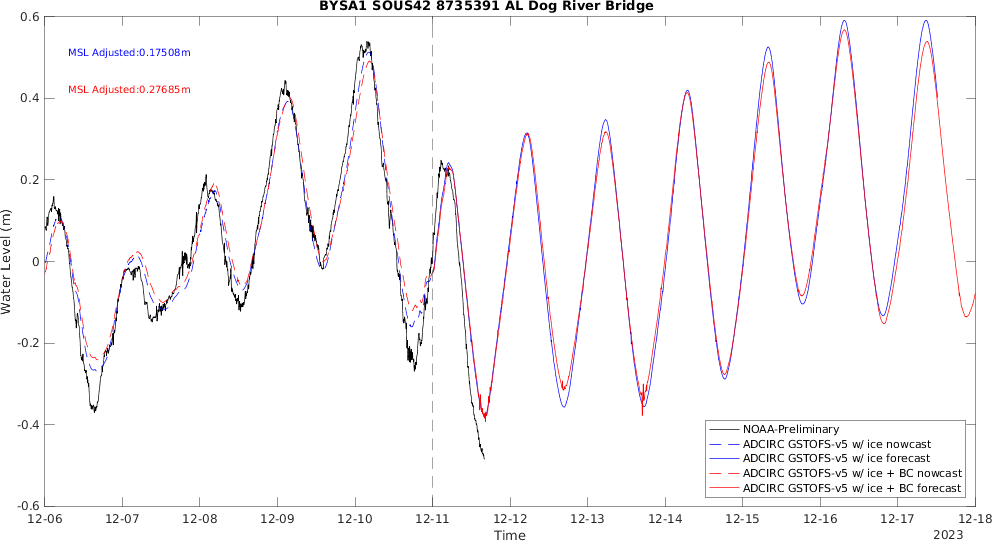 BYSA1 SOUS42 8735391 AL Dog River Bridge
MSL Adjusted:0.17508m
MSL Adjusted:0.27685m
Water Level (m)
0.6
0.4
0.2
0
-0.2
-0.4
-0.6
NOAA-Preliminary
ADCIRC GSTOFS-v5 w/ ice nowcast
ADCIRC GSTOFS-v5 w/ ice forecast
ADCIRC GSTOFS-v5 w/ ice + BC nowcast
ADCIRC GSTOFS-v5 w/ ice + BC forecast
12-06 12-07 12-08 12-09 12-10 12-11 12-12 12-13 12-14 12-15 12-16 12-17 12-18
Time
2023